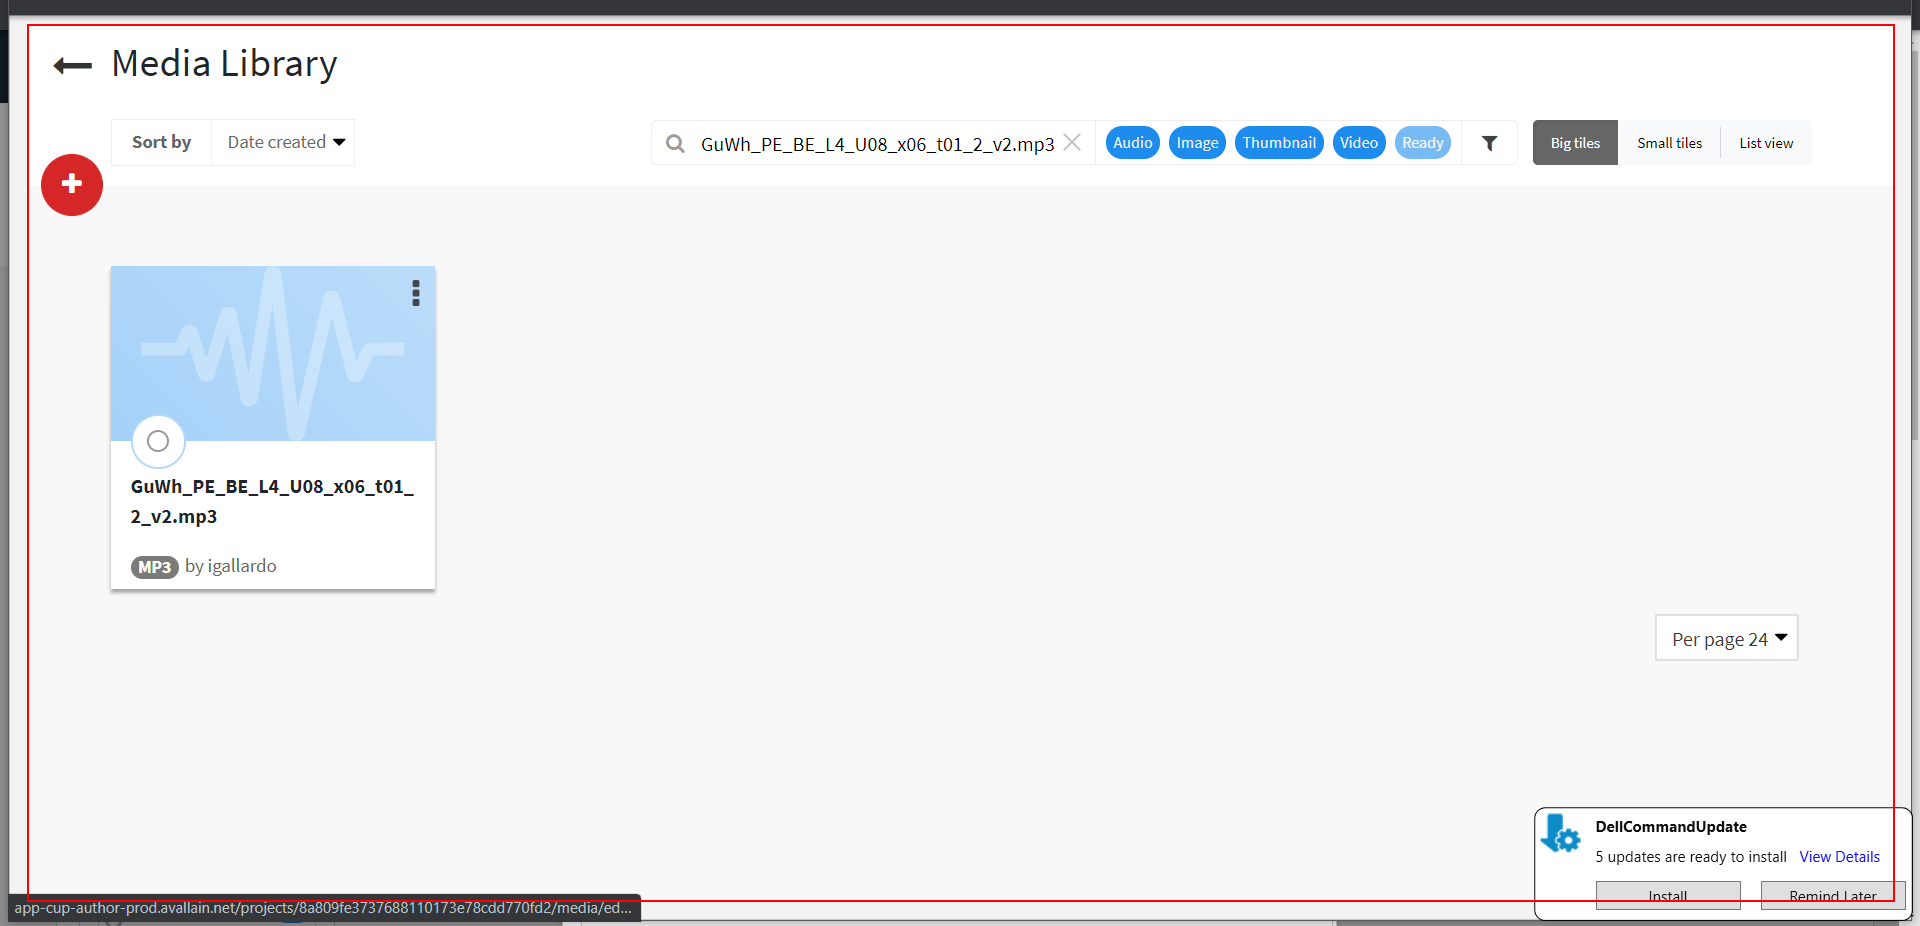 Media Library
Sort by Date created
GuWh_PE_BE_L4_U08_x06_t01_2_v2.mp3 Audio Image Thumbnail Video Ready Big tiles Small tiles List view
GuWh_PE_BE_L4_U08_x06_t01_
2_v2.mp3
MP3 by igallardo
Per page 24
DellCommandUpdate
5 updates are ready to install View Details
Install Remind Later
app-cup-author-prod.avallain.net/projects/8a809fe3737688110173e78cdd770fd2/media/ed...